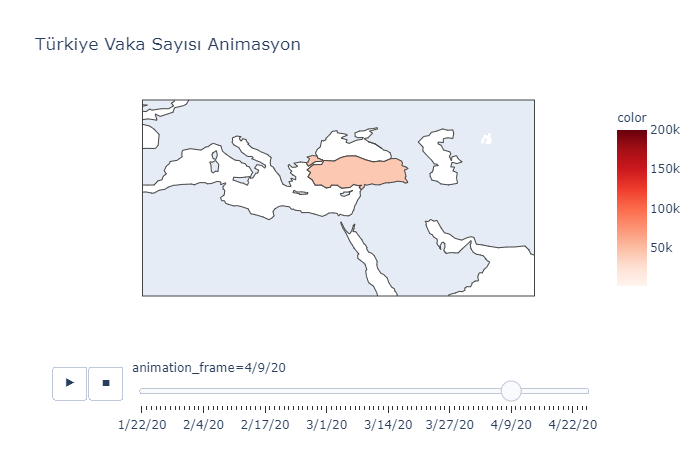 Türkiye Vaka Sayısı Animasyon
color
200k
150k
100k
50k
animation_frame=4/9/20
1/22/20 2/4/20 2/17/20 3/1/20 3/14/20 3/27/20 4/9/20 4/22/20